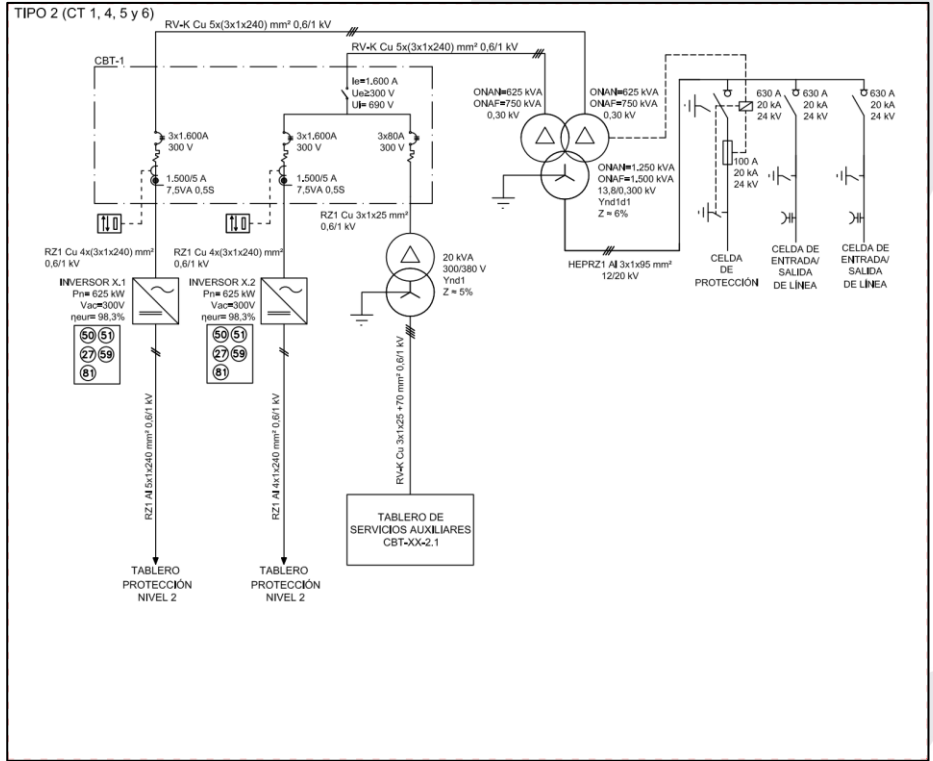 TIPO 2 (CT 1, 4, 5 y 6)
RV-K Cu 5x(3x1x240) mm² 0,6/1 kV
RV-K Cu 5x(3x1x240) mm² 0,6/1 kV
CBT-1
Ie=1.600 A
Ue≥300 V
Ui= 690 V
3x1.600A
300 V
3x1,600A
300 V
3x80A
300 V
1.500/5 A
7,5VA 0,5S
1.500/5 A
7,5VA 0,5S
ONAN=625 kVA
ONAF=750 kVA
0,30 kV
ONAN=625 kVA
ONAF=750 kVA
0,30 kV
ONAN=1.250 kVA
ONAF=1.500 kVA
13,8/0,300 kV
Ynd1d1
Z ≈ 6%
630 A
20 kA
24 kV
630 A
20 kA
24 kV
630 A
20 kA
24 kV
100 A
20 kA
24 kV
RZ1 Cu 3x1x25 mm²
0,6/1 kV
RZ1 Cu 4x(3x1x240) mm²
0,6/1 kV
RZ1 Cu 4x(3x1x240) mm²
0,6/1 kV
20 kVA
300/380 V
Ynd1
Z ≈ 5%
HEPRZ1 Al 3x1x95 mm²
12/20 kV
CELDA
DE
PROTECCIÓN
CELDA DE
ENTRADA/
SALIDA
DE LÍNEA
CELDA DE
ENTRADA/
SALIDA
DE LÍNEA
INVERSOR X.1
Pn= 625 kW
Vac=300V
ηeur= 98,3%
INVERSOR X.2
Pn= 625 kW
Vac=300V
ηeur= 98,3%
50 51
27 59
81
50 51
27 59
81
RZ1 Al 5x1x240 mm² 0,6/1 kV
RZ1 Al 4x1x240 mm² 0,6/1 kV
RV-K Cu 3x1x25 +70 mm² 0,6/1 kV
TABLERO DE
SERVICIOS AUXILIARES
CBT-XX-2.1
TABLERO
PROTECCIÓN
NIVEL 2
TABLERO
PROTECCIÓN
NIVEL 2